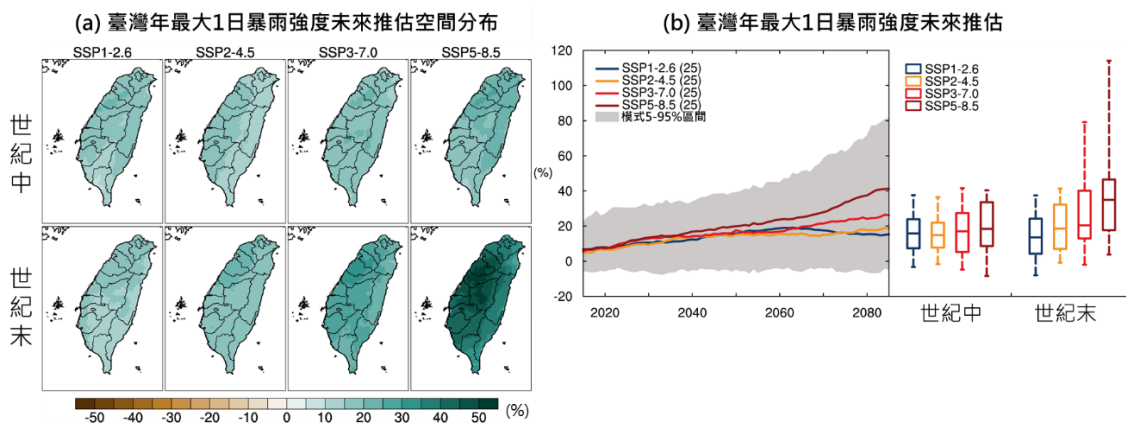 (a) 臺灣年最大1日暴雨強度未來推估空間分布
SSP1-2.6 SSP2-4.5 SSP3-7.0 SSP5-8.5
世紀中
世紀末
-50 -40 -30 -20 -10 0 10 20 30 40 50 (%)
(b) 臺灣年最大1日暴雨強度未來推估
(%)
120
100
80
60
40
20
0
-20
SSP1-2.6 (25)
SSP2-4.5 (25)
SSP3-7.0 (25)
SSP5-8.5 (25)
模式5-95%區間
2020 2040 2060 2080
SSP1-2.6
SSP2-4.5
SSP3-7.0
SSP5-8.5
世紀中 世紀末